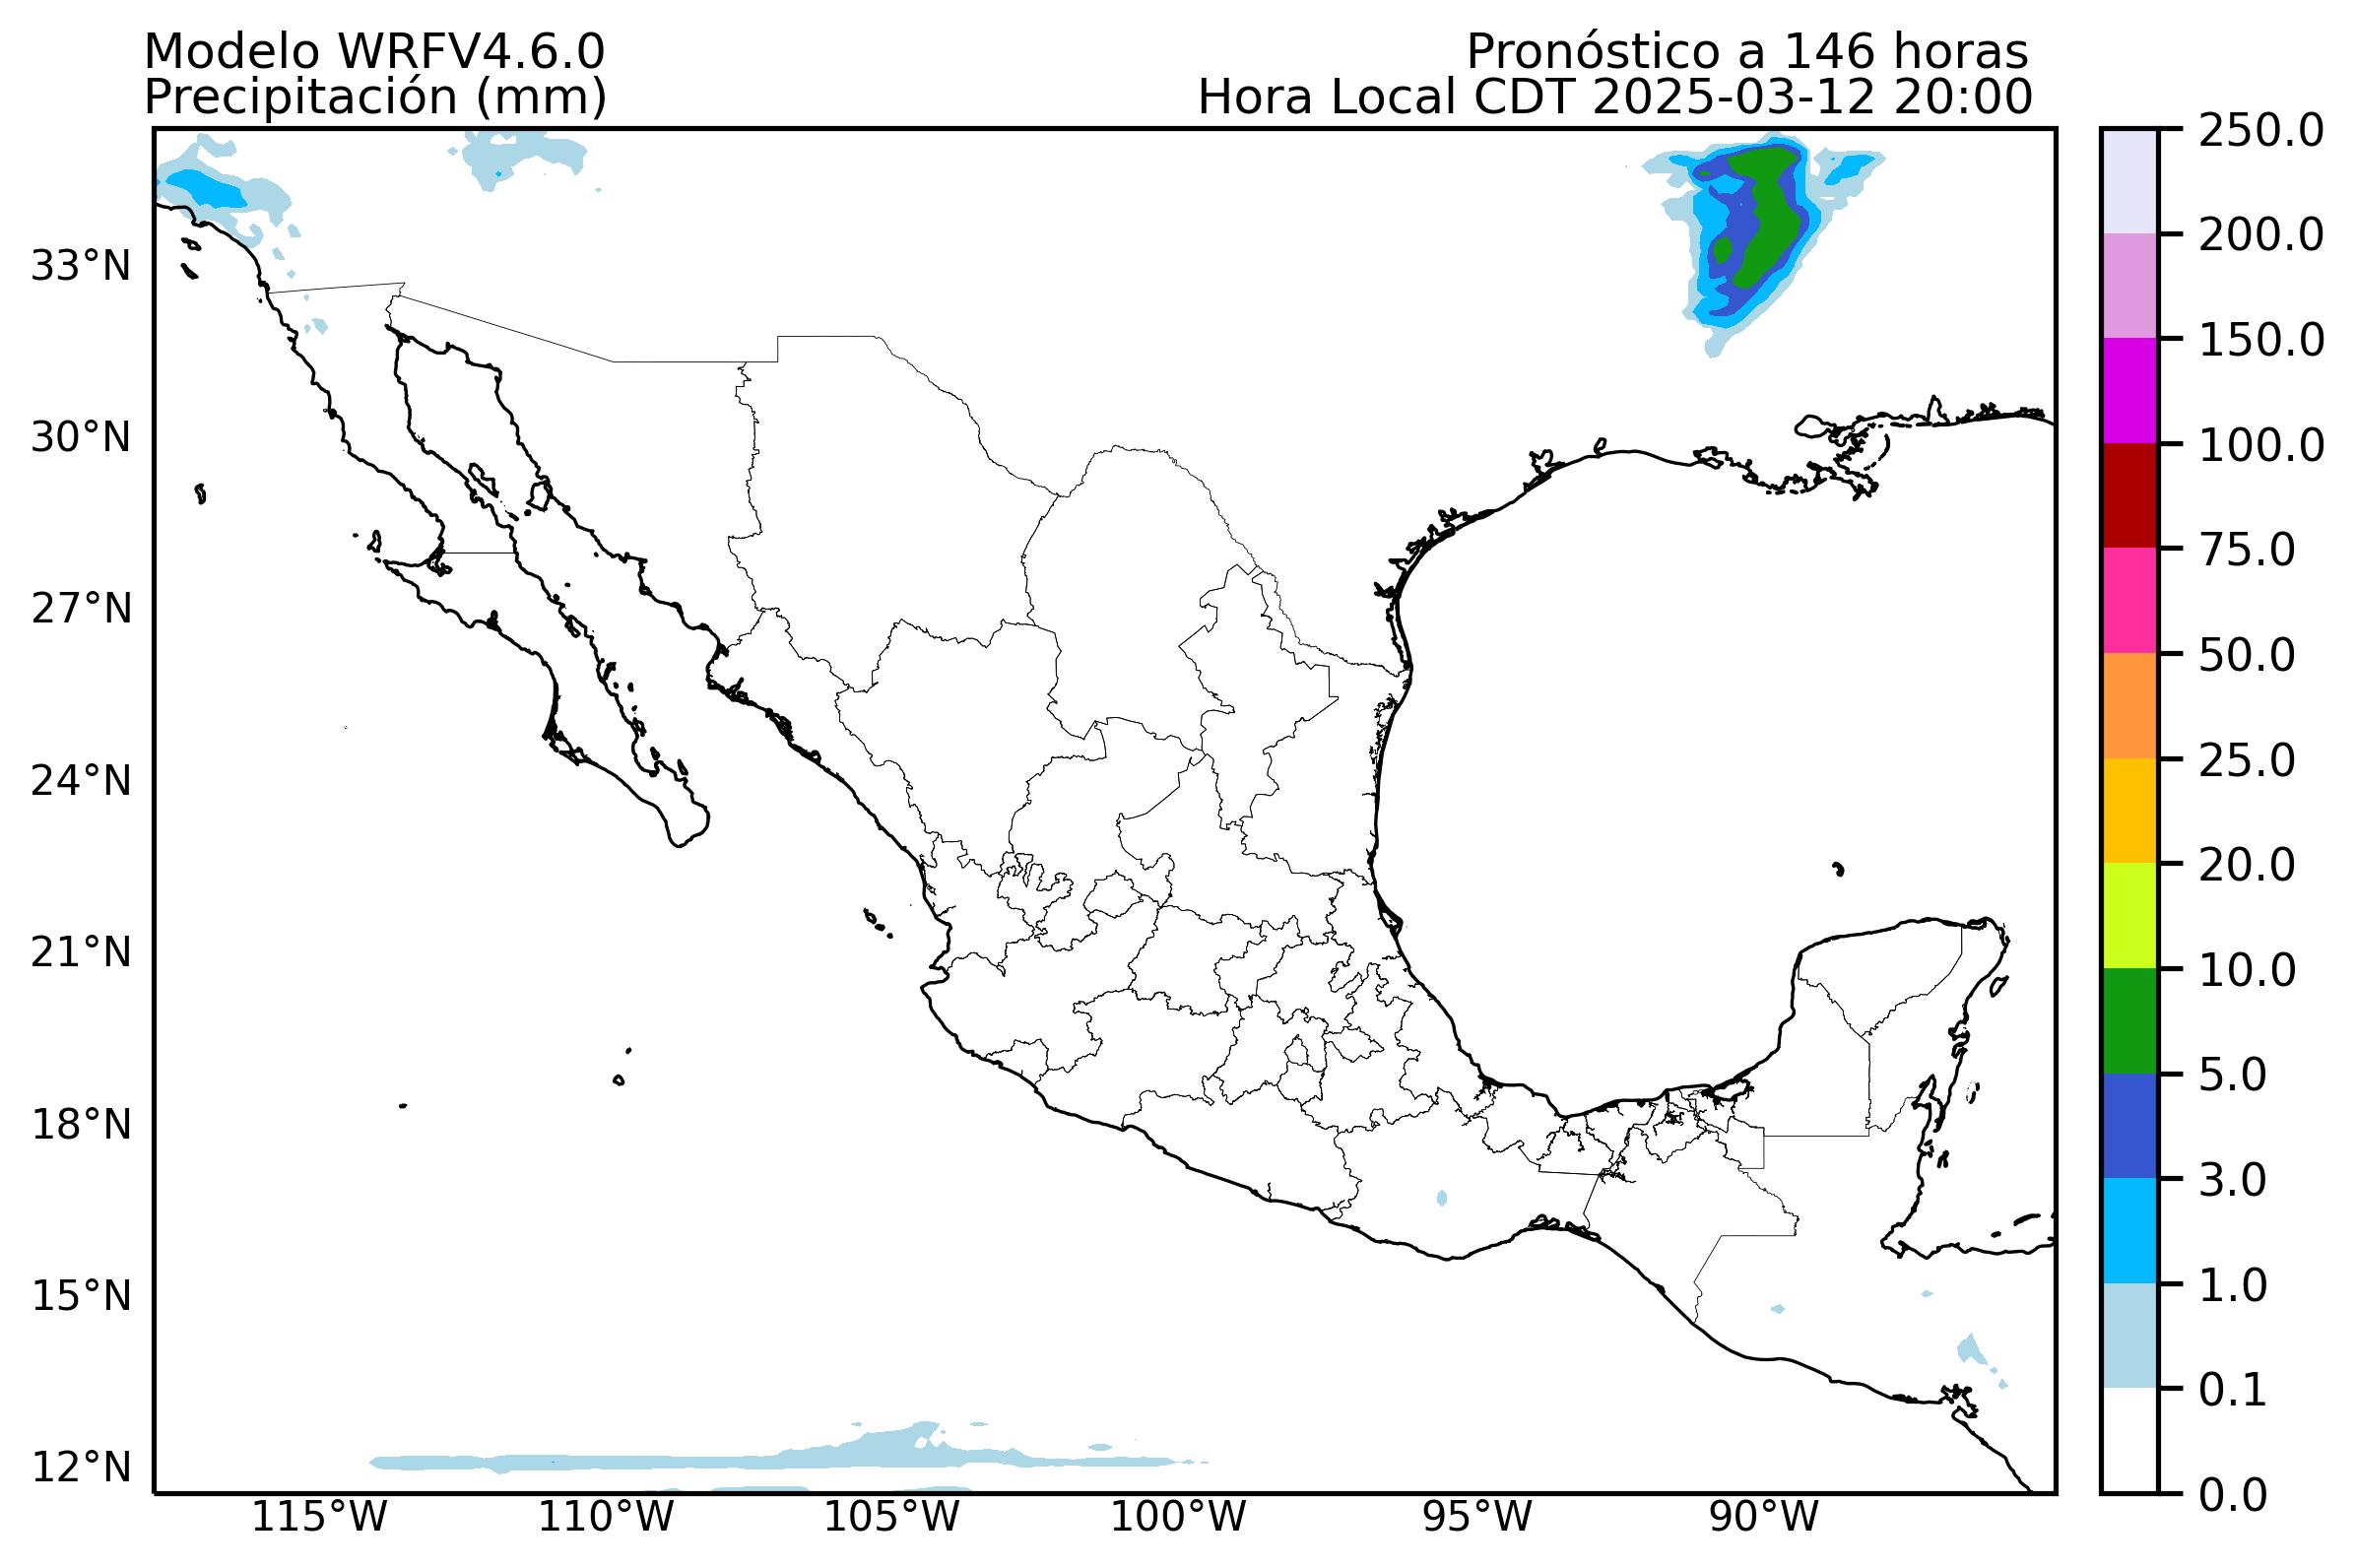 Modelo WRFV4.6.0
Precipitación (mm)
Pronóstico a 146 horas
Hora Local CDT 2025-03-12 20:00
33°N
30°N
27°N
24°N
21°N
18°N
15°N
12°N
115°W
110°W
105°W
100°W
95°W
90°W
250.0
200.0
150.0
100.0
75.0
50.0
25.0
20.0
10.0
5.0
3.0
1.0
0.1
0.0